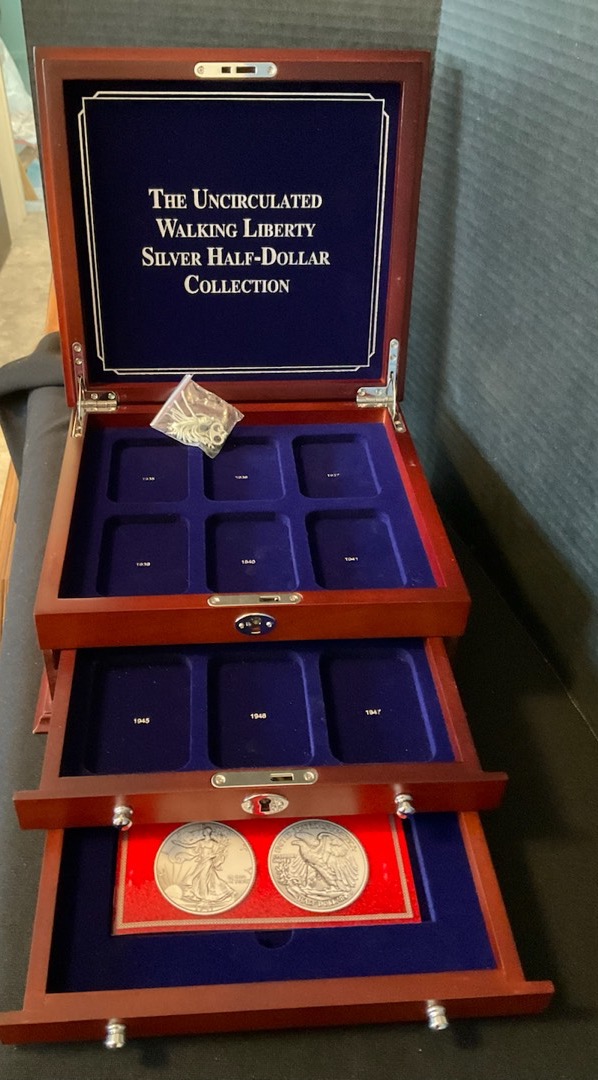 The Uncirculated
Walking Liberty
Silver Half-Dollar
Collection
1940
1941
1945
1946
1947